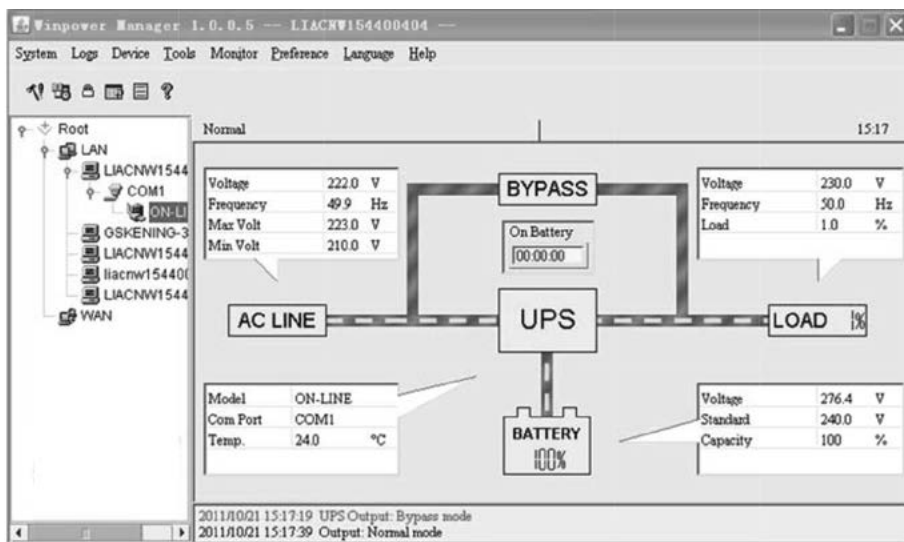 Winpower Manager 1.0.0.5 -- LIACNW154400404 --
System Logs Device Tools Monitor Preference Language Help
Root
LAN
LIACNW1544
COM1
ON-LI
GSKENING-3
LIACNW1544
liacnw154400
LIACNW1544
WAN
Normal 15:17
Voltage 222.0 V
Frequency 49.9 Hz
Max Volt 223.0 V
Min Volt 210.0 V
BYPASS
On Battery
00:00:00
Voltage 230.0 V
Frequency 50.0 Hz
Load 1.0 %
AC LINE
UPS
LOAD 1%
Model ON-LINE
Com Port COM1
Temp. 24.0 °C
BATTERY
100%
Voltage 276.4 V
Standard 240.0 V
Capacity 100 %
2011/10/21 15:17:19 UPS Output: Bypass mode
2011/10/21 15:17:39 Output: Normal mode